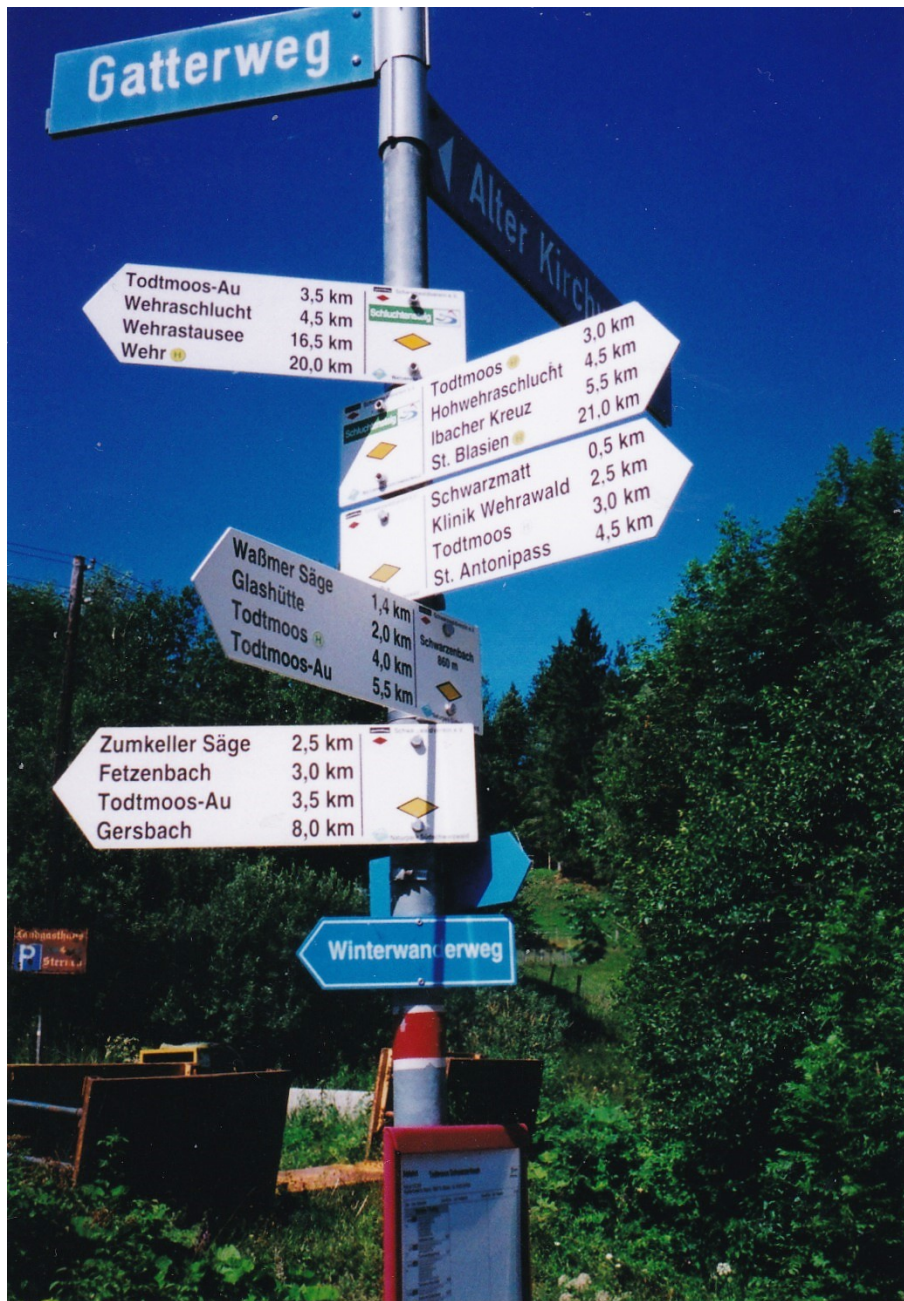 Gatterweg
Alter Kirch
Todtmoos-Au 3,5 km
Wehraschlucht 4,5 km
Wehrastausee 16,5 km
Wehr H 20,0 km
Schluchtensteig
Todtmoos H 3,0 km
Hohwehraschlucht 4,5 km
Ibacher Kreuz 5,5 km
St. Blasien H 21,0 km
Schluchtensteig
Schwarzmatt 0,5 km
Klinik Wehrawald 2,5 km
Todtmoos H 3,0 km
St. Antonipass 4,5 km
Waßmer Säge 1,4 km
Glashütte 2,0 km
Todtmoos H 4,0 km
Todtmoos-Au 5,5 km
Schwarzenbach
860 m
Zumkeller Säge 2,5 km
Fetzenbach 3,0 km
Todtmoos-Au 3,5 km
Gersbach 8,0 km
Winterwanderweg
Landgasthaus
P Sternen